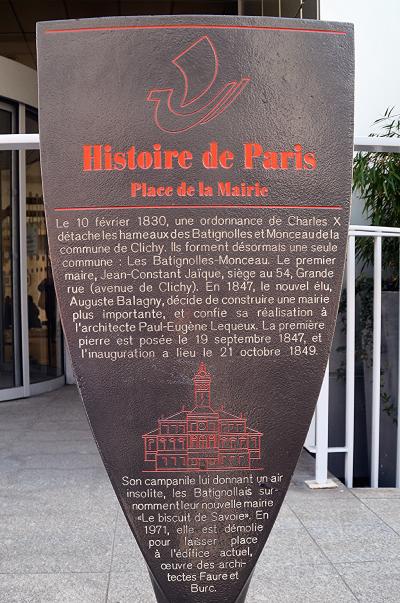 Histoire de Paris
Place de la Mairie
Le 10 février 1830, une ordonnance de Charles X
détache les hameaux des Batignolles et Monceau de la
commune de Clichy. Ils forment désormais une seule
commune : Les Batignolles-Monceau. Le premier
maire, Jean-Constant Jaïque, siège au 54, Grande
rue (avenue de Clichy). En 1847, le nouvel élu,
Auguste Balagny, décide de construire une mairie
plus importante, et confie sa réalisation à
l'architecte Paul-Eugène Lequeux. La première
pierre est posée le 19 septembre 1847, et
l'inauguration a lieu le 21 octobre 1849.
Son campanile lui donnant un air
insolite, les Batignollais sur-
nomment leur nouvelle mairie
«Le biscuit de Savoie». En
1971, elle est démolie
pour laisser place
à l'édifice actuel,
œuvre des archi-
tectes Faure et
Burc.